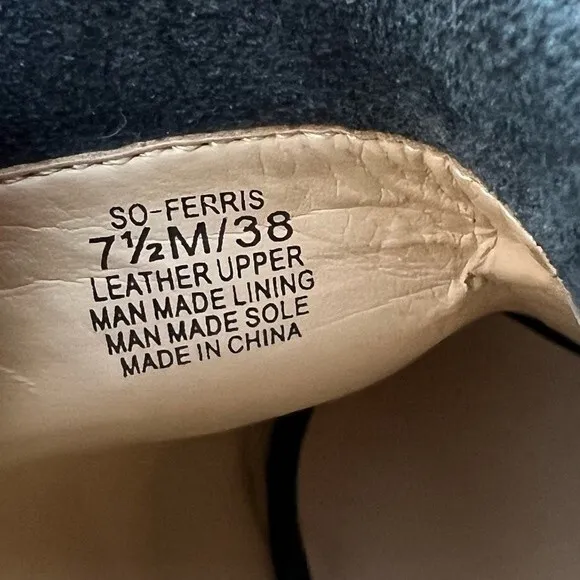 SO-FERRIS
7½M/38
LEATHER UPPER
MAN MADE LINING
MAN MADE SOLE
MADE IN CHINA